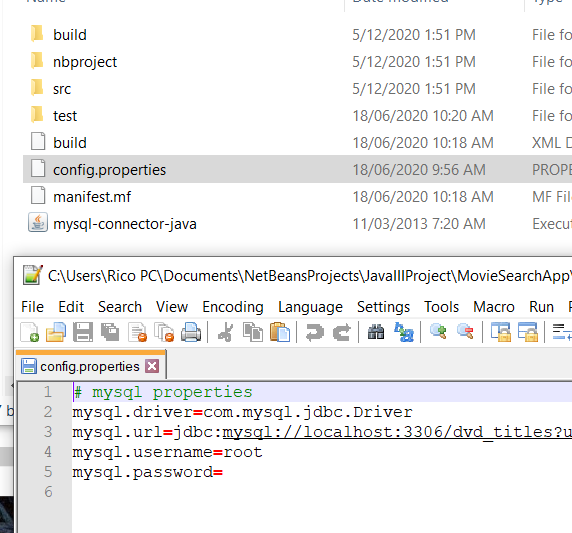 Name Date modified Type
build 5/12/2020 1:51 PM File fo
nbproject 5/12/2020 1:51 PM File fo
src 5/12/2020 1:51 PM File fo
test 18/06/2020 10:20 AM File fo
build 18/06/2020 10:18 AM XML D
config.properties 18/06/2020 9:56 AM PROPE
manifest.mf 18/06/2020 10:18 AM MF Fil
mysql-connector-java 11/03/2013 7:20 AM Execut
C:\Users\Rico PC\Documents\NetBeansProjects\JavaIIIProject\MovieSearchApp\
File Edit Search View Encoding Language Settings Tools Macro Run
config.properties
1 # mysql properties
2 mysql.driver=com.mysql.jdbc.Driver
3 mysql.url=jdbc:mysql://localhost:3306/dvd_titles?u
4 mysql.username=root
5 mysql.password=
6